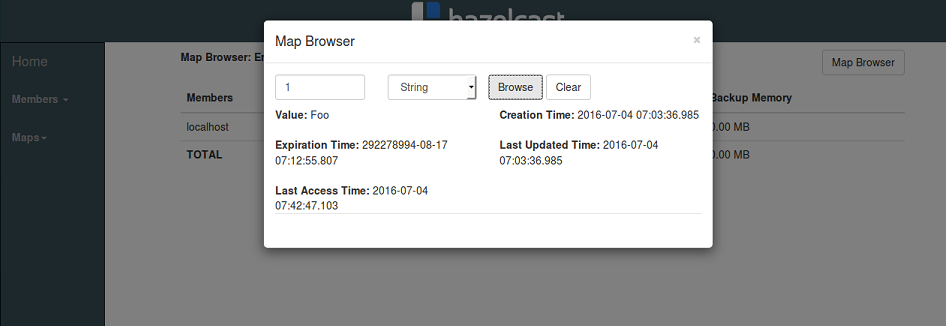 hazelcast
Map Browser ×
Home
Map Browser: E
Map Browser
1 String Browse Clear
Members
Members
Backup Memory
Value: Foo
Creation Time: 2016-07-04 07:03:36.985
localhost
0.00 MB
Maps
Expiration Time: 292278994-08-17
07:12:55.807
Last Updated Time: 2016-07-04
07:03:36.985
TOTAL
0.00 MB
Last Access Time: 2016-07-04
07:42:47.103